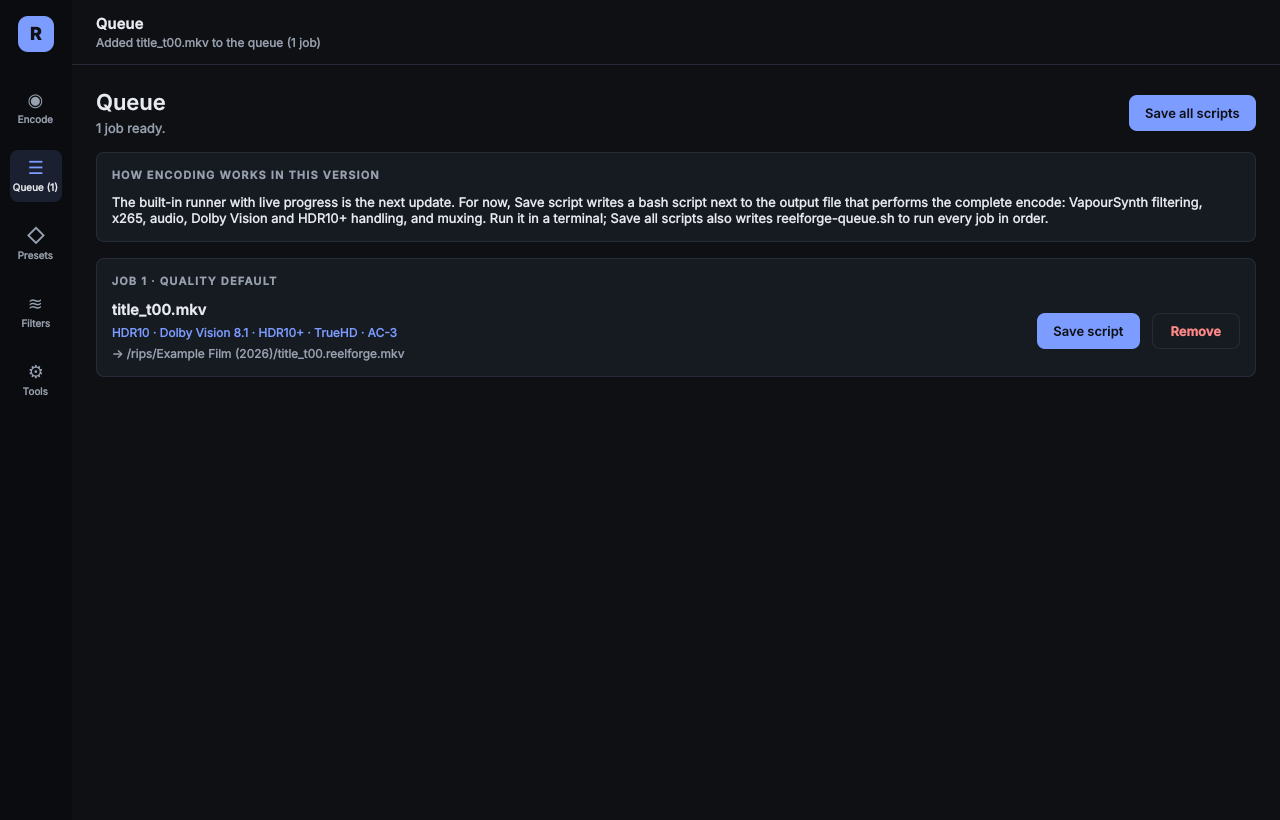 R
Queue
Added title_t00.mkv to the queue (1 job)
Encode
Queue (1)
Presets
Filters
Tools
Queue
1 job ready.
Save all scripts
HOW ENCODING WORKS IN THIS VERSION
The built-in runner with live progress is the next update. For now, Save script writes a bash script next to the output file that performs the complete encode: VapourSynth filtering,
x265, audio, Dolby Vision and HDR10+ handling, and muxing. Run it in a terminal; Save all scripts also writes reelforge-queue.sh to run every job in order.
JOB 1 · QUALITY DEFAULT
title_t00.mkv
HDR10 · Dolby Vision 8.1 · HDR10+ · TrueHD · AC-3
→ /rips/Example Film (2026)/title_t00.reelforge.mkv
Save script
Remove